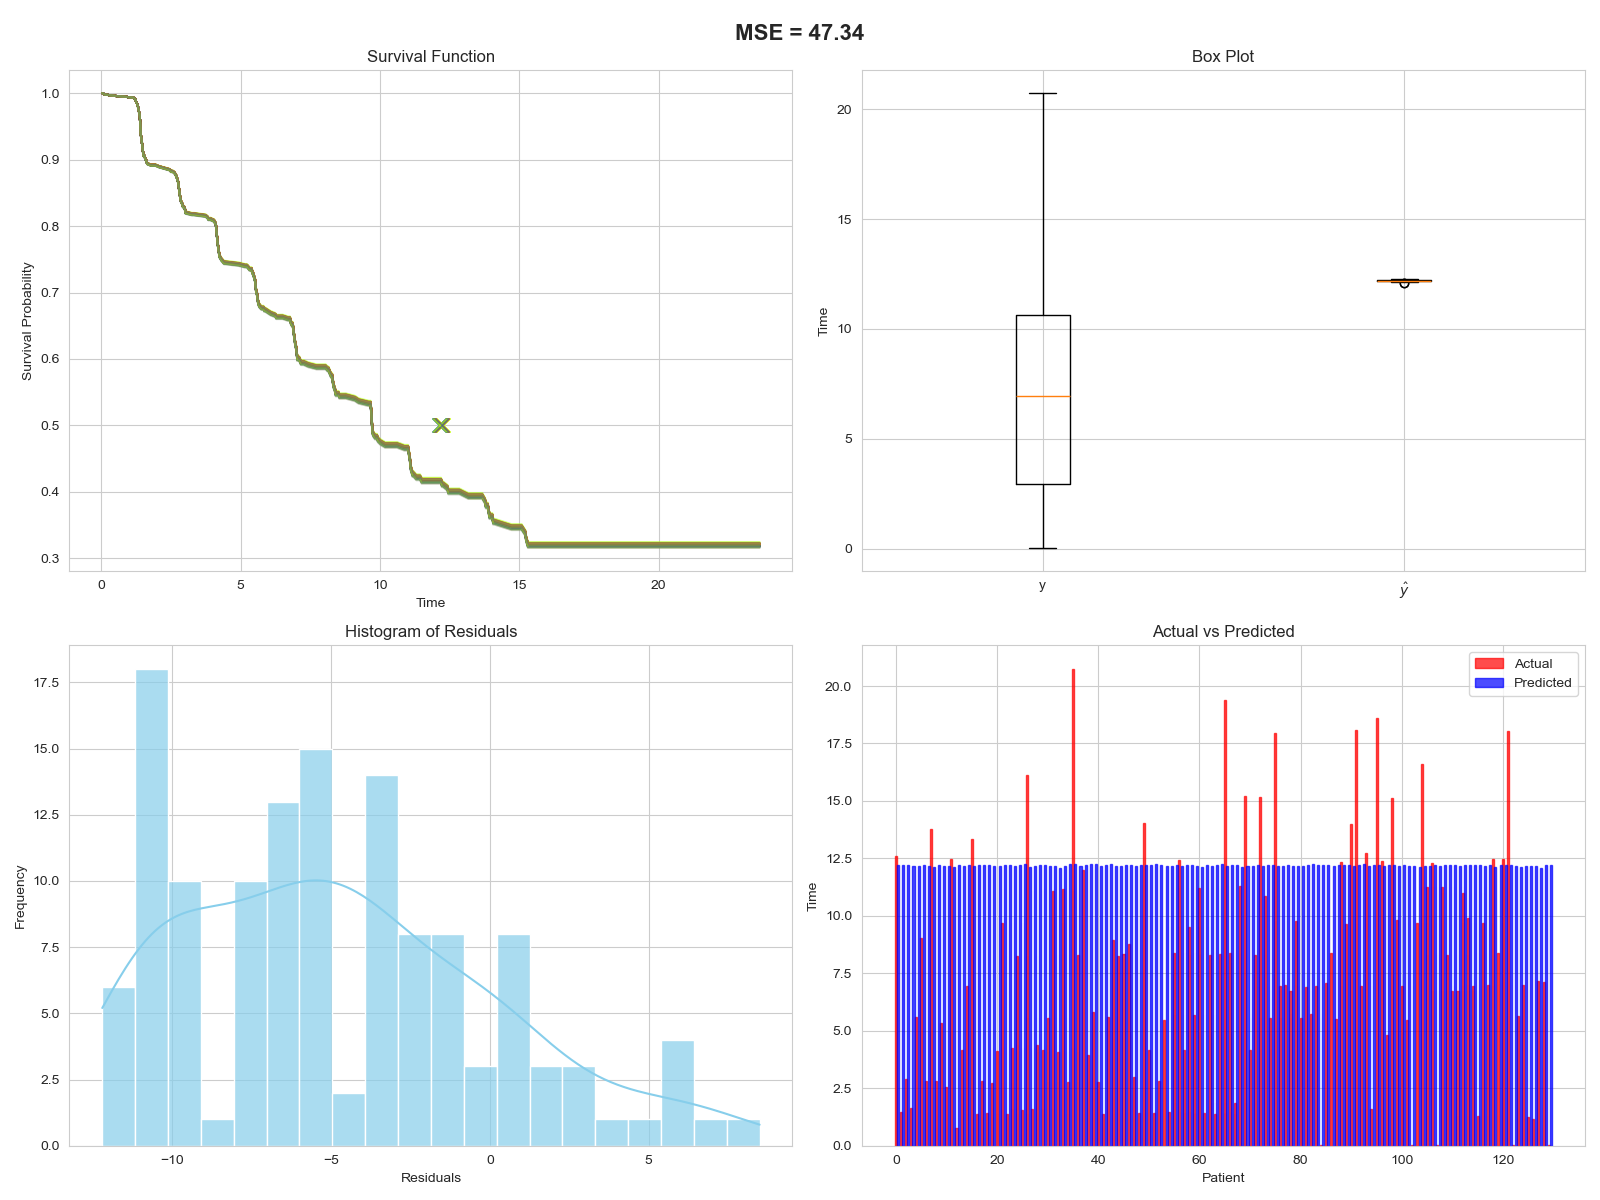 MSE = 47.34
Survival Function
Survival Probability
1.0
0.9
0.8
0.7
0.6
0.5
0.4
0.3
0 5 10 15 20
Time
Box Plot
Time
20
15
10
5
0
y ŷ
Histogram of Residuals
Frequency
17.5
15.0
12.5
10.0
7.5
5.0
2.5
0.0
−10 −5 0 5
Residuals
Actual vs Predicted
Actual
Predicted
Time
20.0
17.5
15.0
12.5
10.0
7.5
5.0
2.5
0.0
0 20 40 60 80 100 120
Patient